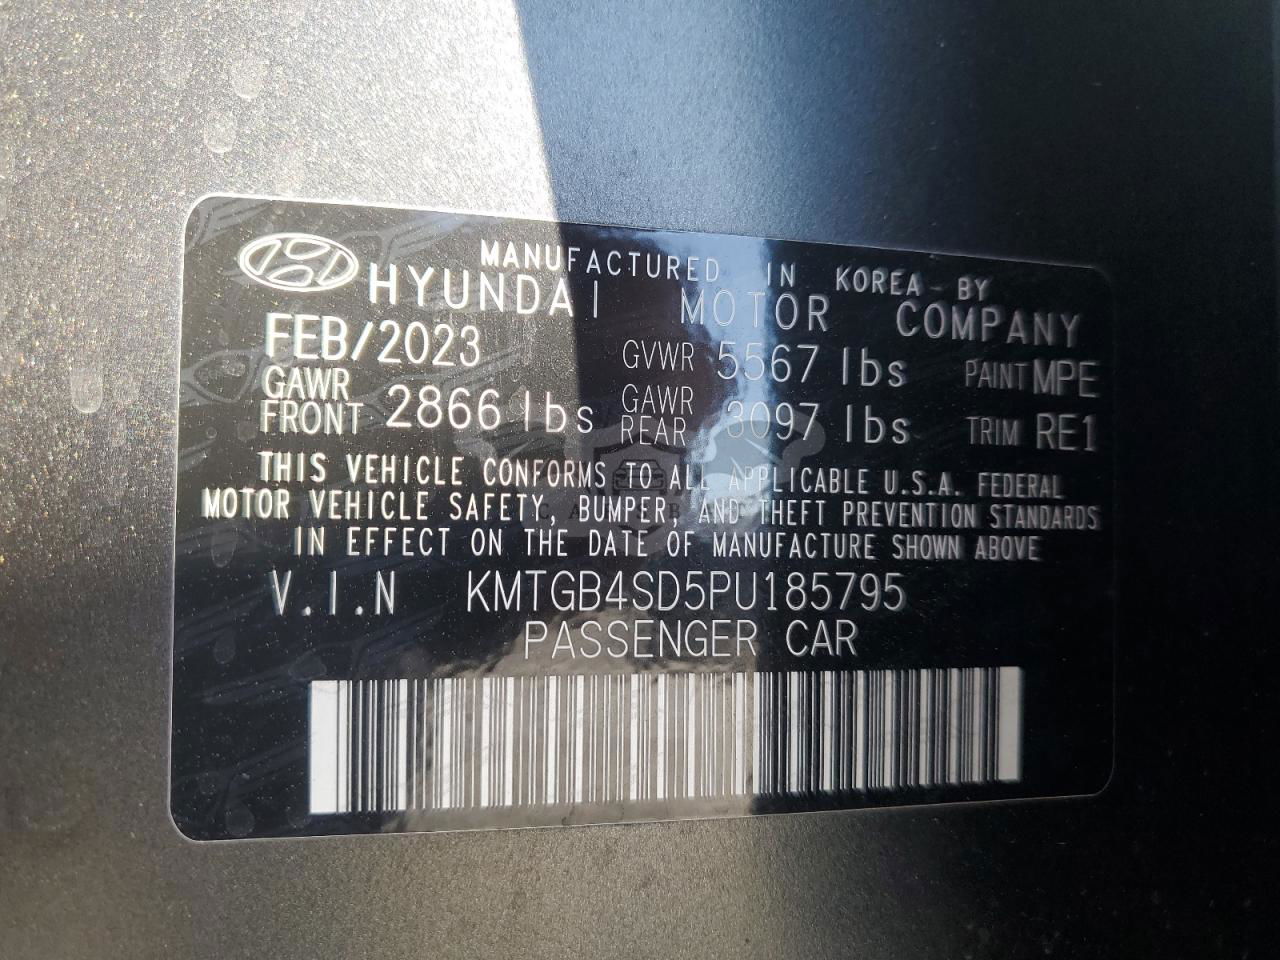 MANUFACTURED IN KOREA - BY
HYUNDAI MOTOR COMPANY
FEB/2023 GVWR 5567 lbs PAINT MPE
GAWR FRONT 2866 lbs GAWR REAR 3097 lbs TRIM RE1
THIS VEHICLE CONFORMS TO ALL APPLICABLE U.S.A. FEDERAL
MOTOR VEHICLE SAFETY, BUMPER, AND THEFT PREVENTION STANDARDS
IN EFFECT ON THE DATE OF MANUFACTURE SHOWN ABOVE
V.I.N KMTGB4SD5PU185795
PASSENGER CAR